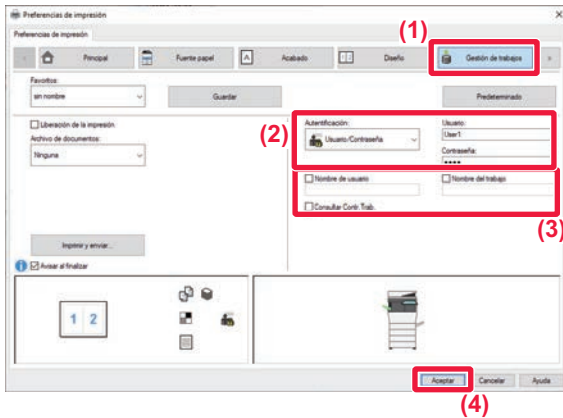 Preferencias de impresión
Preferencias de impresión
(1)
Principal
Fuente papel
A
Acabado
1 2
Diseño
Gestión de trabajos
Favoritos:
sin nombre
Guardar
Predeterminado
Liberación de la impresión
Archivo de documentos:
Ninguna
(2)
Autentificación:
Usuario/Contraseña
Usuario:
User1
Contraseña:
••••
Nombre de usuario
Nombre del trabajo
Consultar Contr. Trab.
(3)
Imprimir y enviar...
Avisar al finalizar
1 2
Aceptar
Cancelar
Ayuda
(4)